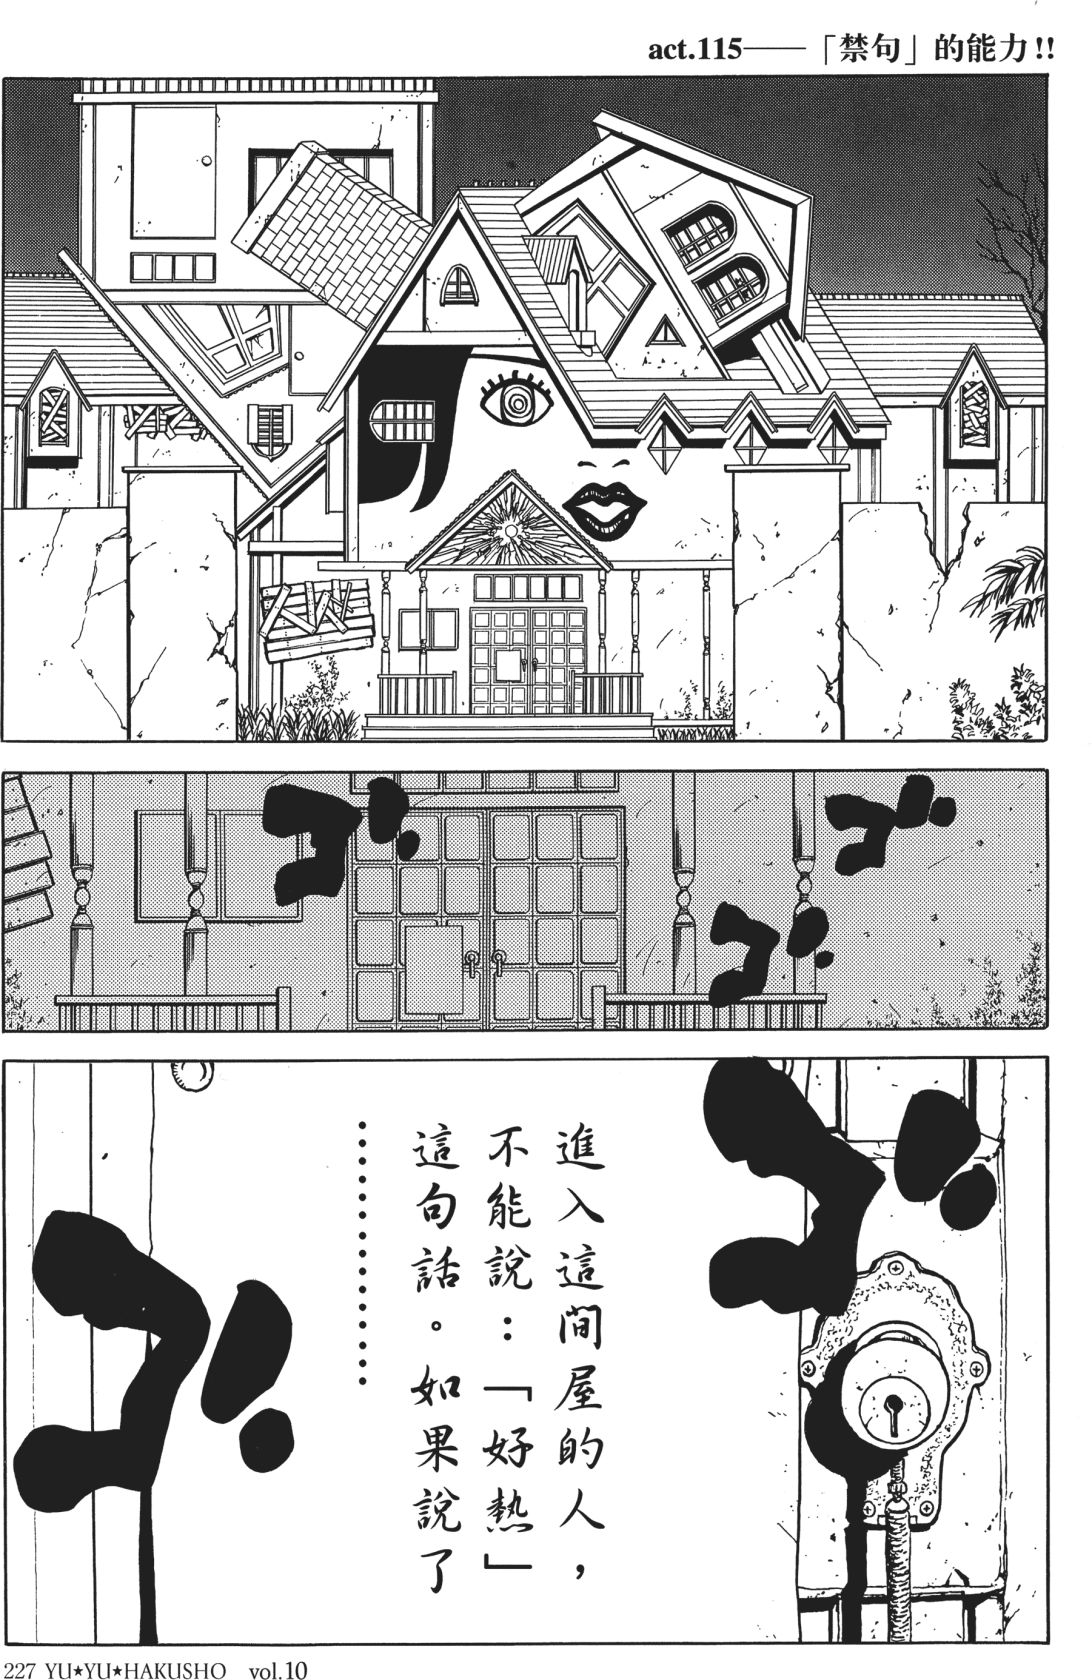 act.115——「禁句」的能力!!
ゴ
ゴ
ゴ
進入這間屋的人，
不能說：「好熱」
這句話。如果說了
………………
ゴ
ゴ
227 YU★YU★HAKUSHO vol.10